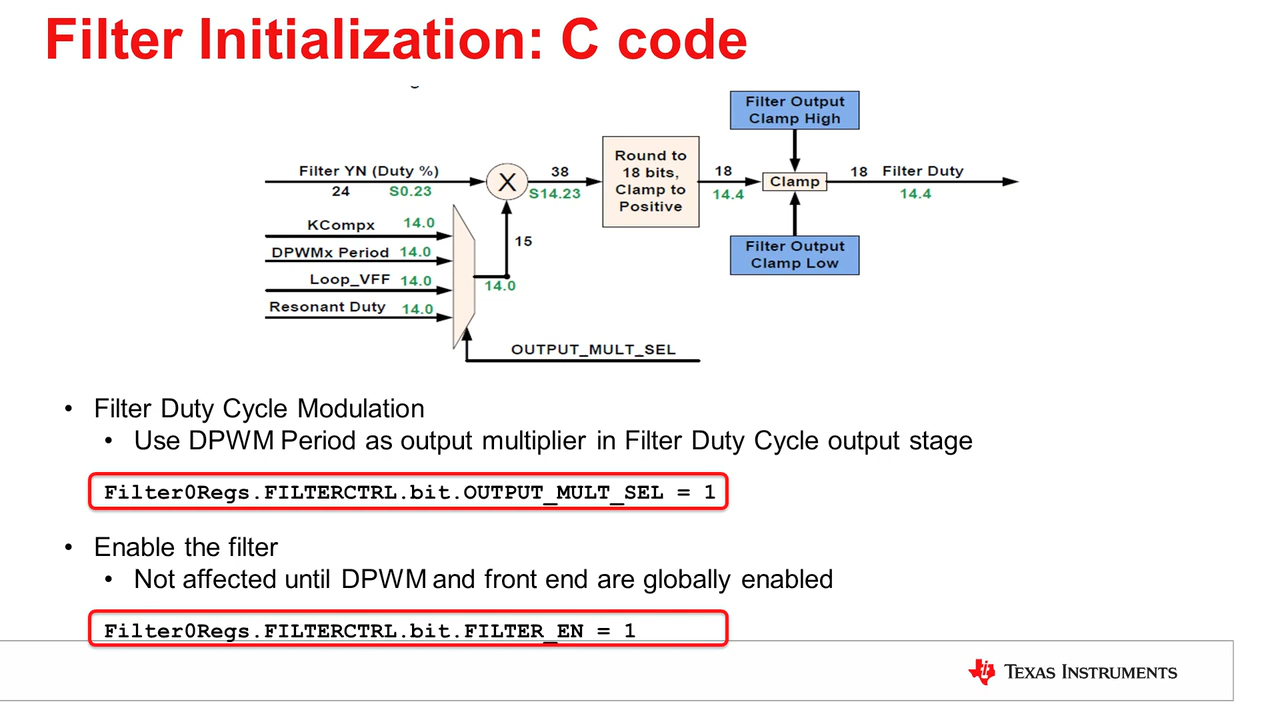 Filter Initialization: C code
Filter Output
Clamp High
Filter YN (Duty %)
24 S0.23
X
38
S14.23
Round to
18 bits,
Clamp to
Positive
18
14.4
Clamp
18 Filter Duty
14.4
KCompx 14.0
DPWMx Period 14.0
Loop_VFF 14.0
Resonant Duty 14.0
15
14.0
Filter Output
Clamp Low
OUTPUT_MULT_SEL
• Filter Duty Cycle Modulation
• Use DPWM Period as output multiplier in Filter Duty Cycle output stage
Filter0Regs.FILTERCTRL.bit.OUTPUT_MULT_SEL = 1
• Enable the filter
• Not affected until DPWM and front end are globally enabled
Filter0Regs.FILTERCTRL.bit.FILTER_EN = 1
TEXAS INSTRUMENTS